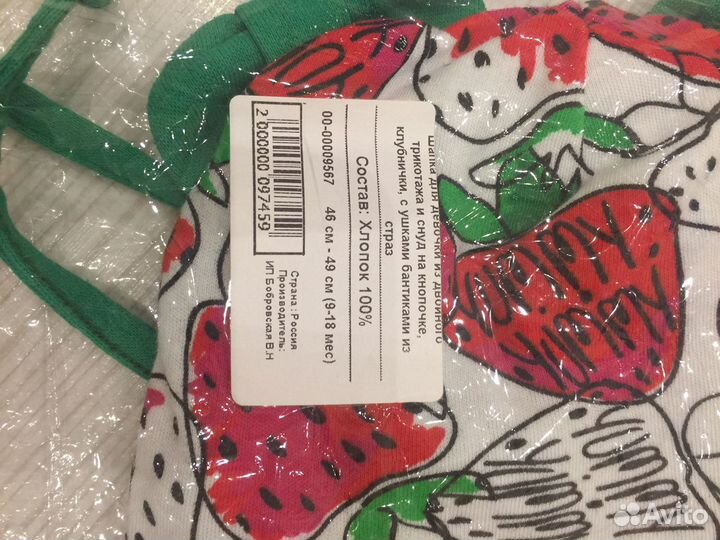 Шапка для девочки из двойного
трикотажа и снуд на кнопочке,
клубнички, с ушками бантиками из
страз
Состав: Хлопок 100%
00-00009567 46 см - 49 см (9-18 мес)
2 000000 097459
Страна : Россия
Производитель:
ИП Бобровская В.Н
Avito